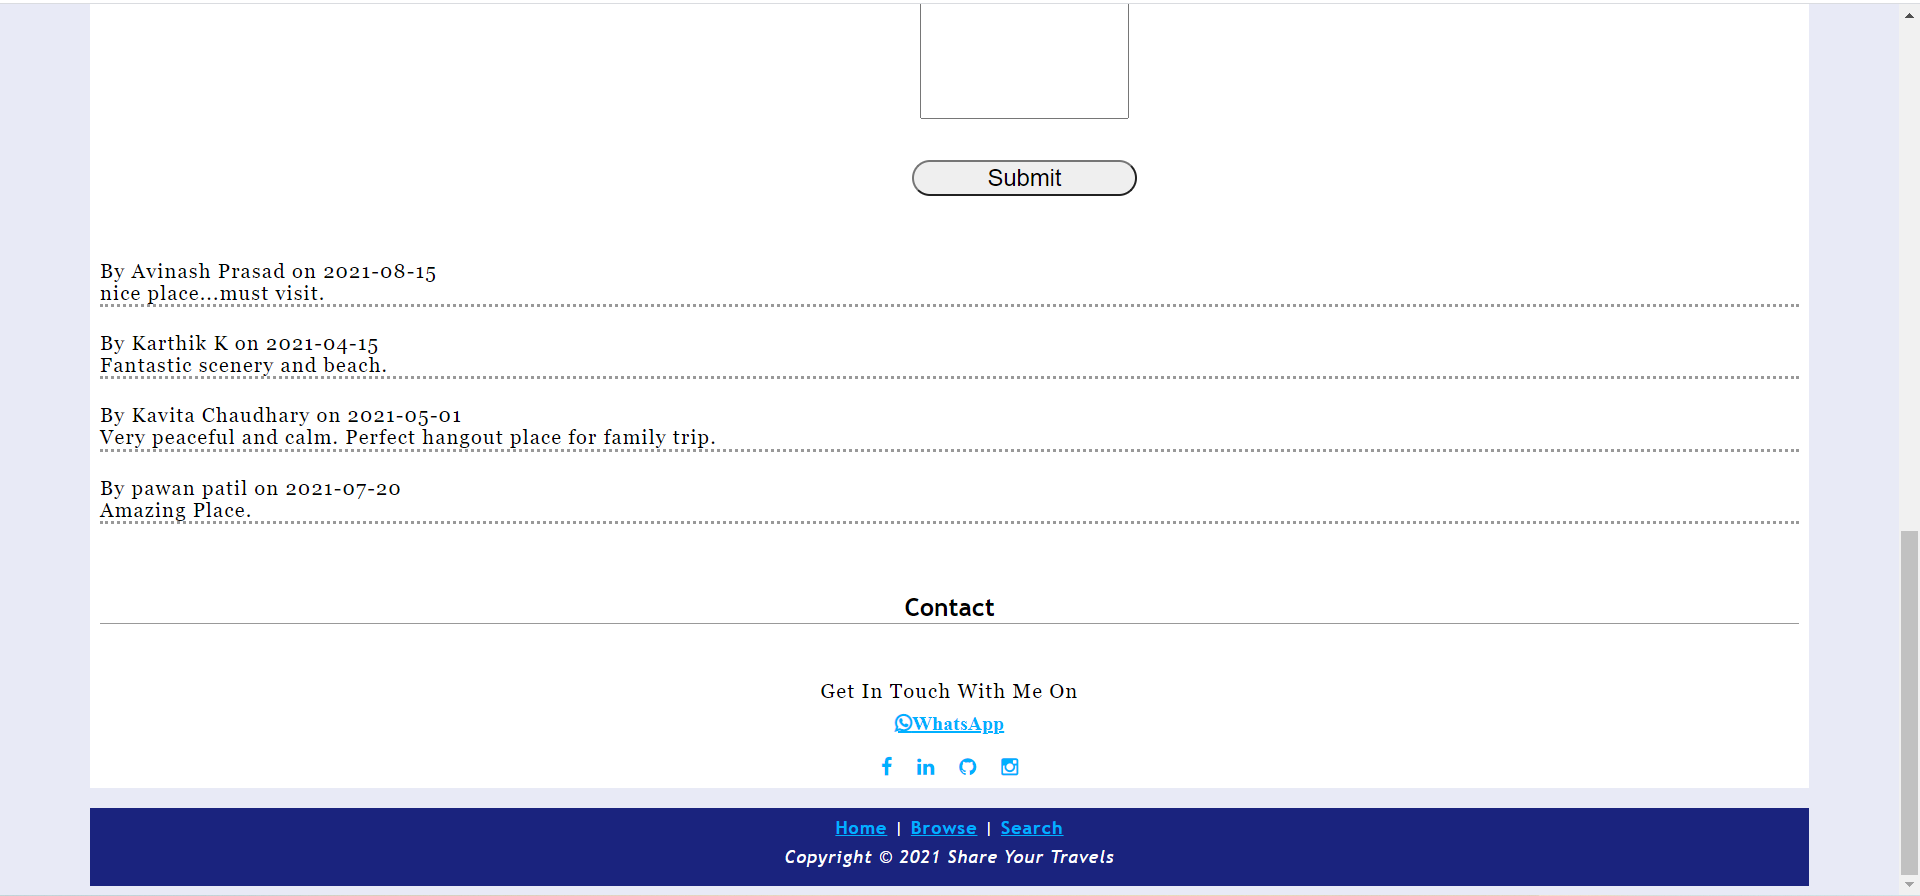 Submit
By Avinash Prasad on 2021-08-15
nice place...must visit.
By Karthik K on 2021-04-15
Fantastic scenery and beach.
By Kavita Chaudhary on 2021-05-01
Very peaceful and calm. Perfect hangout place for family trip.
By pawan patil on 2021-07-20
Amazing Place.
Contact
Get In Touch With Me On
WhatsApp
Home | Browse | Search
Copyright © 2021 Share Your Travels